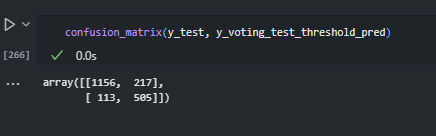 confusion_matrix(y_test, y_voting_test_threshold_pred)
[266]
0.0s
array([[1156,  217],
       [ 113,  505]])